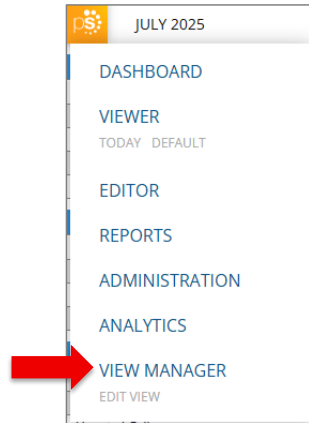 ps
JULY 2025
DASHBOARD
VIEWER
TODAY DEFAULT
EDITOR
REPORTS
ADMINISTRATION
ANALYTICS
VIEW MANAGER
EDIT VIEW